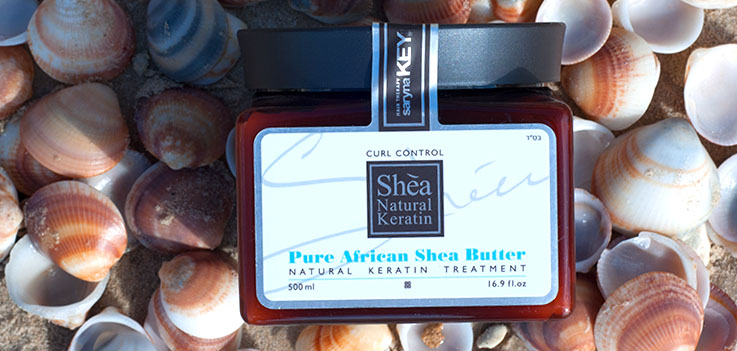 HAIR THERAPY
saryna KEY
בס"ד
CURL CONTROL
Shèa
Natural
Keratin
Shéa
Pure African Shea Butter
NATURAL KERATIN TREATMENT
500 ml
16.9 fl.oz